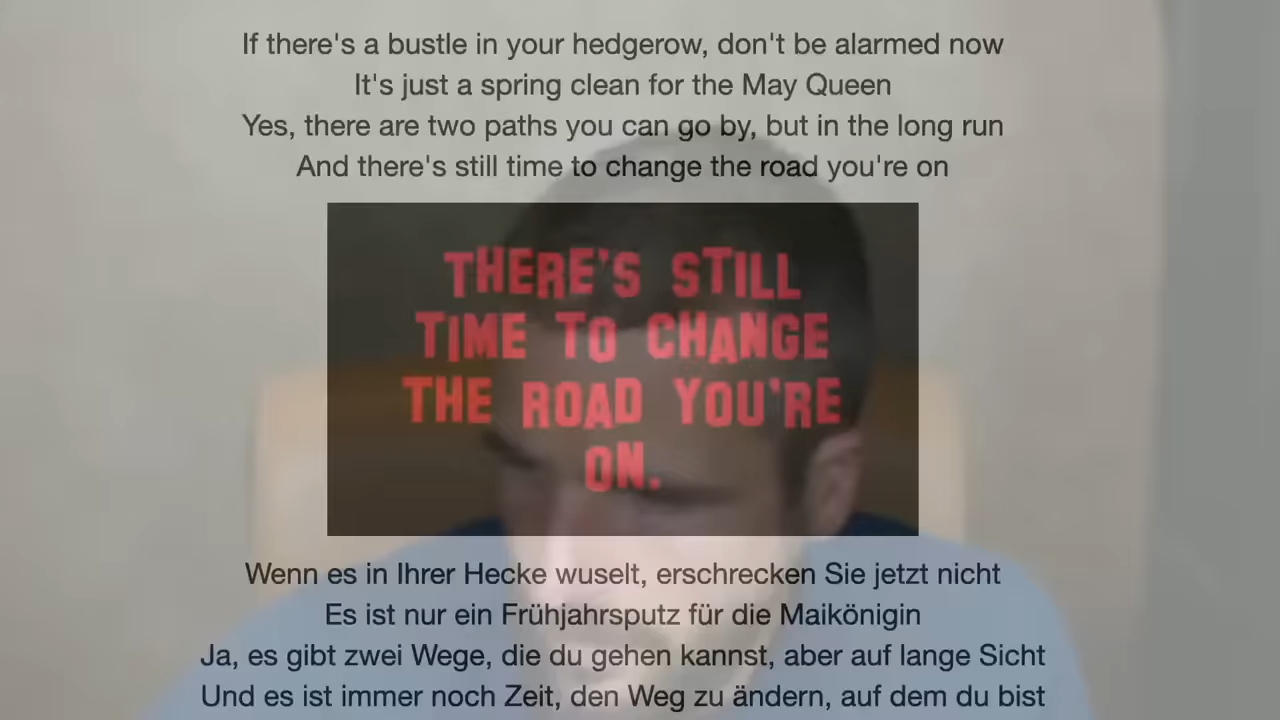 If there's a bustle in your hedgerow, don't be alarmed now
It's just a spring clean for the May Queen
Yes, there are two paths you can go by, but in the long run
And there's still time to change the road you're on
THERE'S STILL
TIME TO CHANGE
THE ROAD YOU'RE
ON.
Wenn es in Ihrer Hecke wuselt, erschrecken Sie jetzt nicht
Es ist nur ein Frühjahrsputz für die Maikönigin
Ja, es gibt zwei Wege, die du gehen kannst, aber auf lange Sicht
Und es ist immer noch Zeit, den Weg zu ändern, auf dem du bist